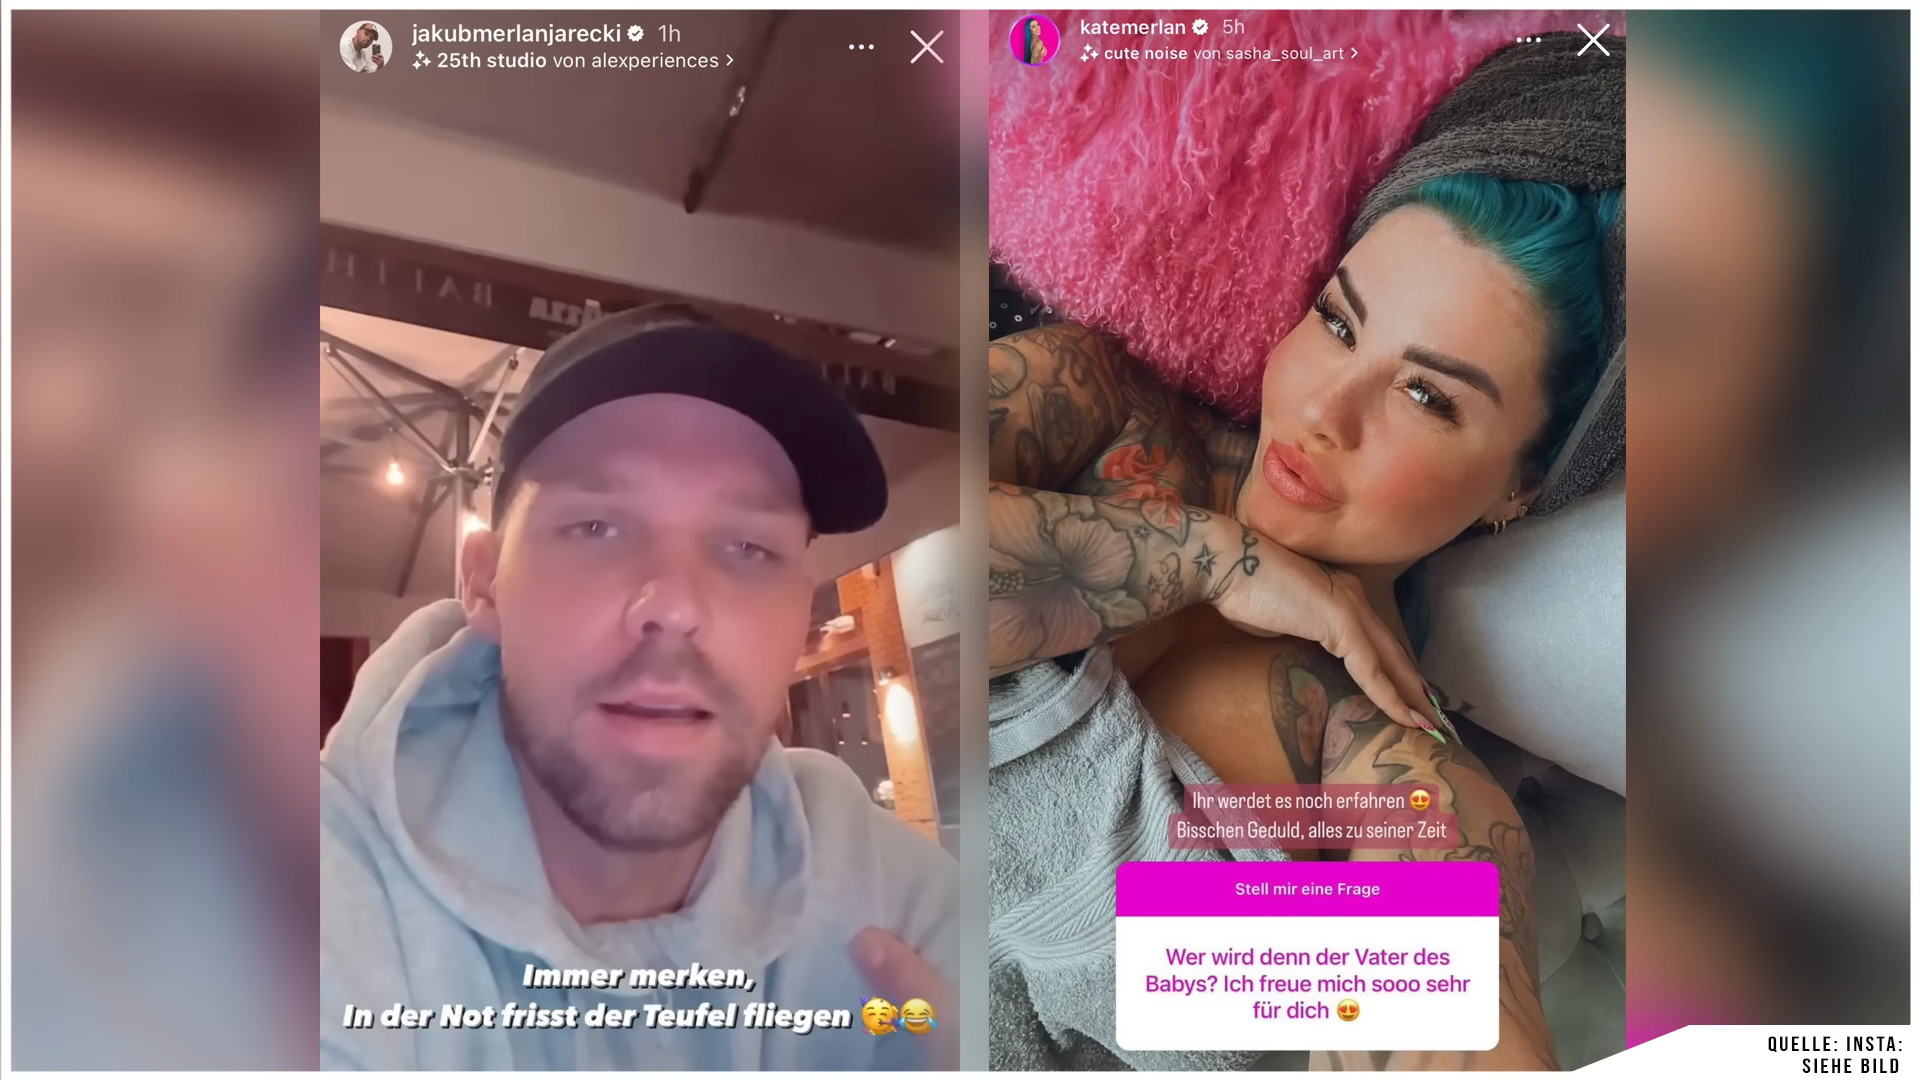 jakubmerlanjarecki 1h
25th studio von alexperiences >
Immer merken,
In der Not frisst der Teufel fliegen 🥳😂
katemerlan 5h
cute noise von sasha_soul_art >
Ihr werdet es noch erfahren 😍
Bisschen Geduld, alles zu seiner Zeit
Stell mir eine Frage
Wer wird denn der Vater des
Babys? Ich freue mich sooo sehr
für dich 😍
QUELLE: INSTA:
SIEHE BILD